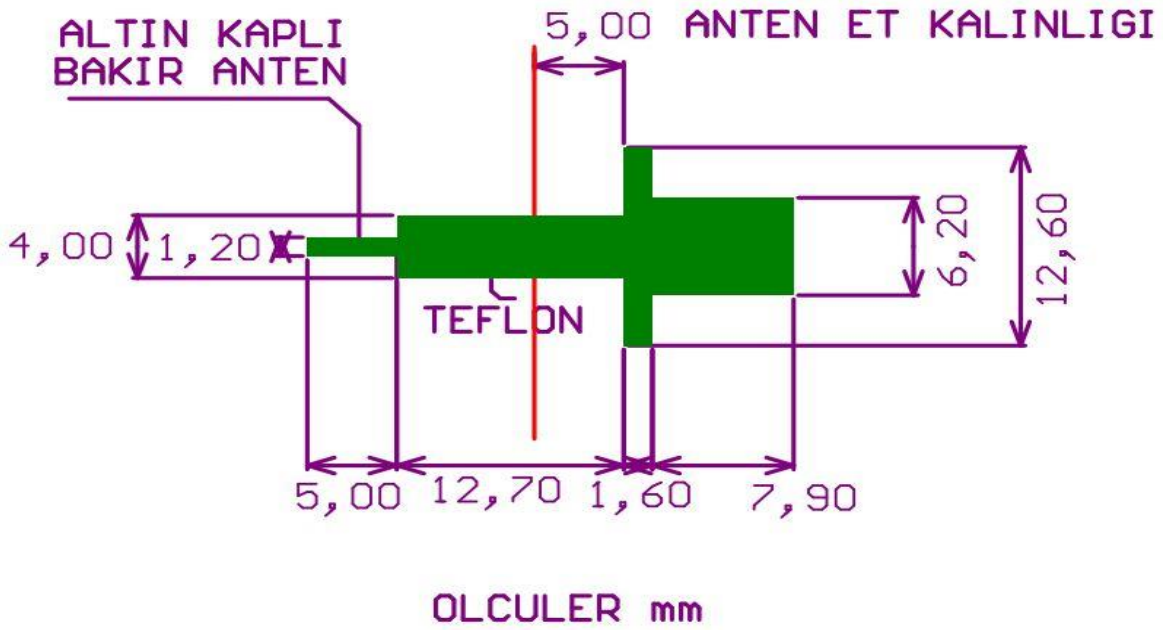 5,00 ANTEN ET KALINLIGI
ALTIN KAPLI
BAKIR ANTEN
4,00
1,20
6,20
12,60
TEFLON
5,00
12,70
1,60
7,90
OLCULER mm